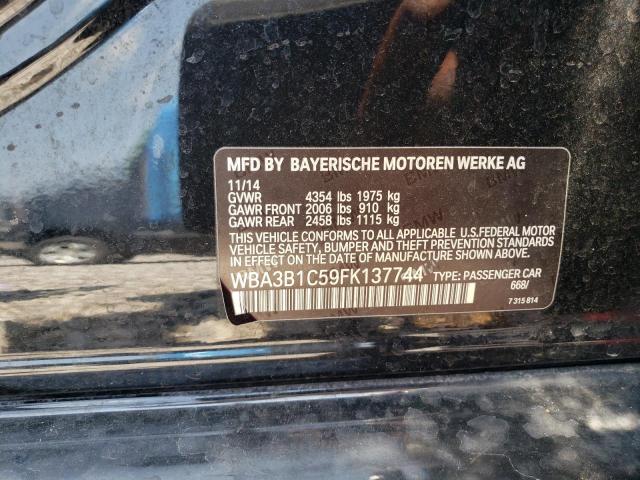 MFD BY BAYERISCHE MOTOREN WERKE AG
11/14
GVWR 4354 lbs 1975 kg
GAWR FRONT 2006 lbs 910 kg
GAWR REAR 2458 lbs 1115 kg
THIS VEHICLE CONFORMS TO ALL APPLICABLE U.S.FEDERAL MOTOR
VEHICLE SAFETY, BUMPER AND THEFT PREVENTION STANDARDS
IN EFFECT ON THE DATE OF MANUFACTURE SHOWN ABOVE.
WBA3B1C59FK137744 TYPE: PASSENGER CAR
668/
7 315 814